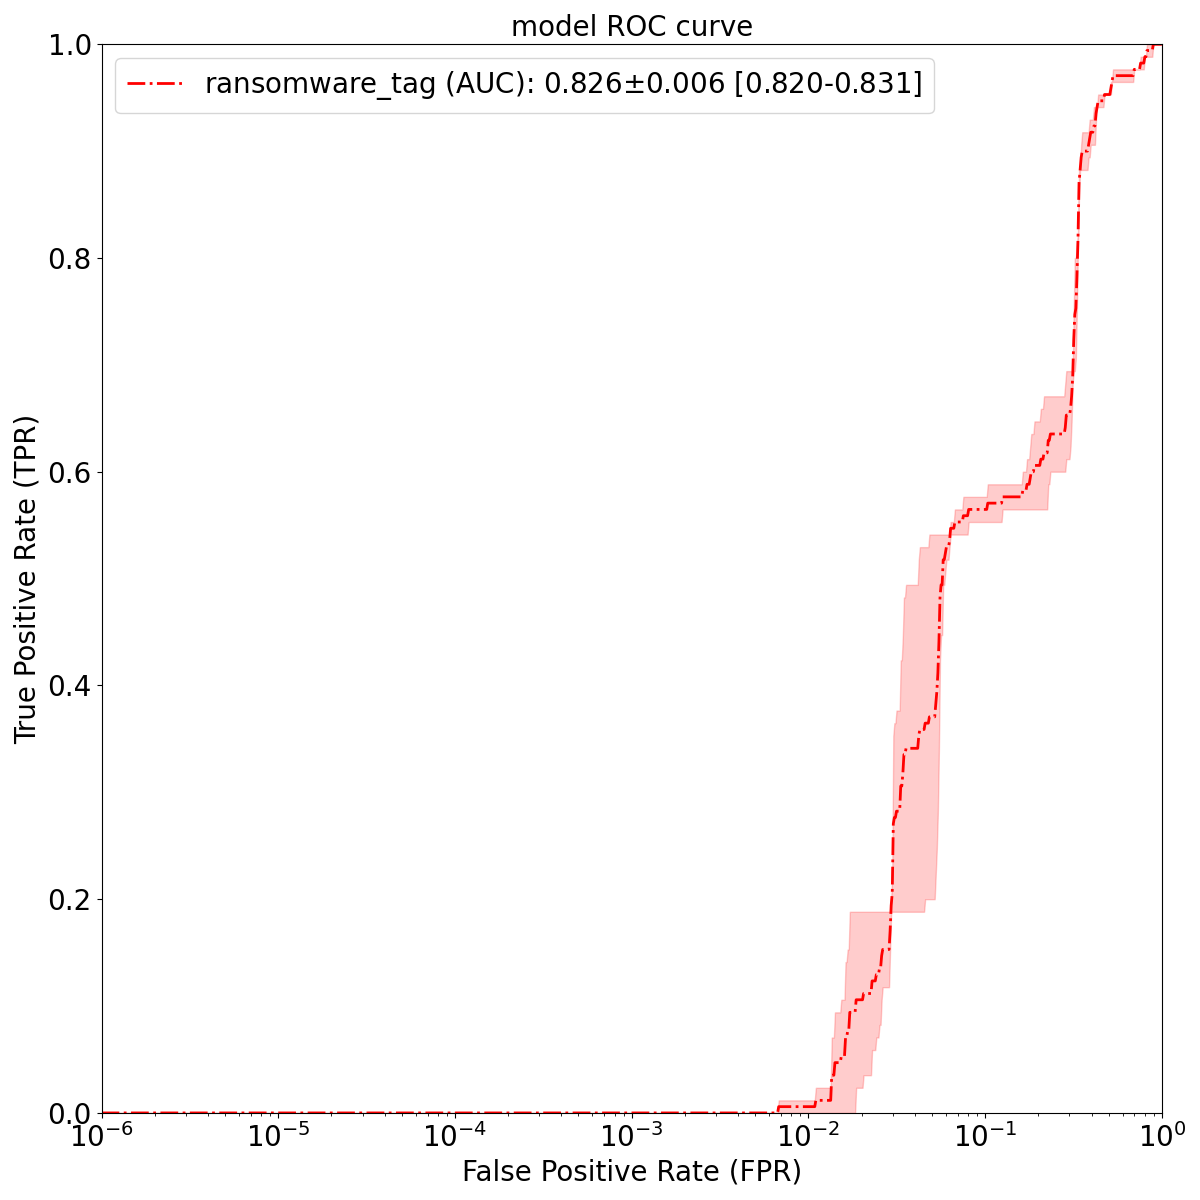 model ROC curve
ransomware_tag (AUC): 0.826±0.006 [0.820-0.831]
1.0
0.8
0.6
0.4
0.2
0.0
True Positive Rate (TPR)
10⁻⁶ 10⁻⁵ 10⁻⁴ 10⁻³ 10⁻² 10⁻¹ 10⁰
False Positive Rate (FPR)